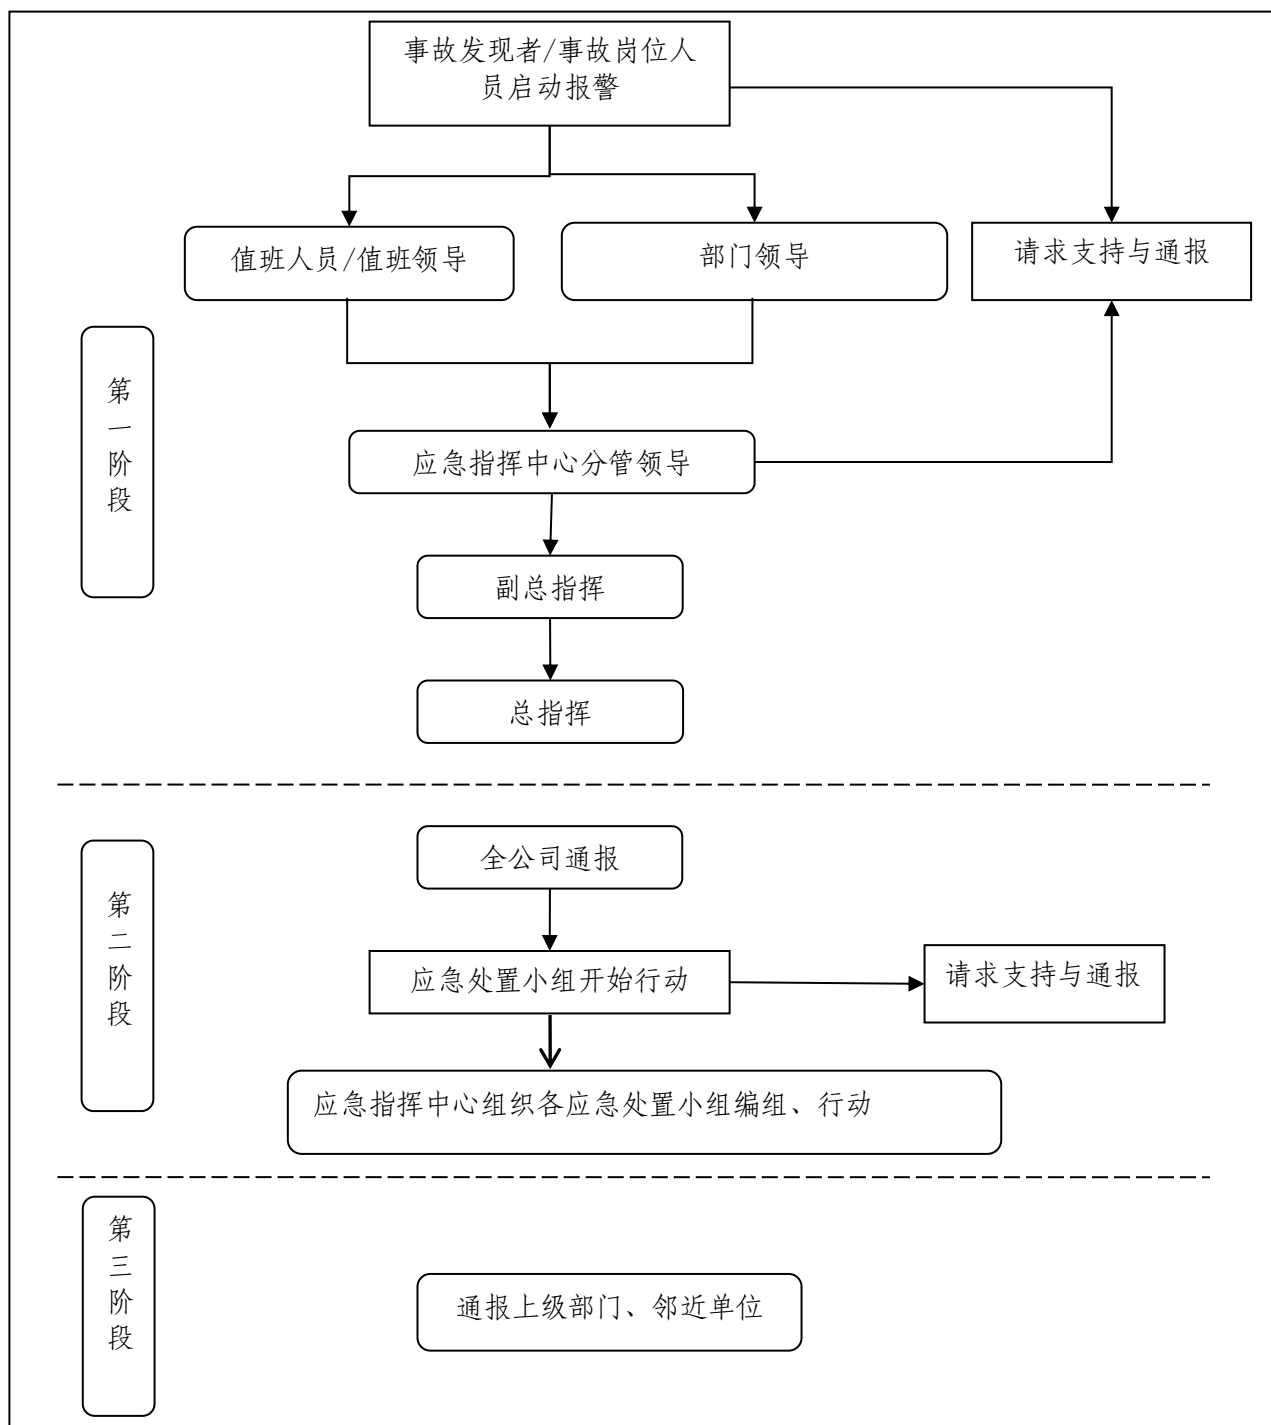 事故发现者/事故岗位人
员启动报警
值班人员/值班领导
部门领导
请求支持与通报
第
一
阶
段
应急指挥中心分管领导
副总指挥
总指挥
第
二
阶
段
全公司通报
应急处置小组开始行动
请求支持与通报
应急指挥中心组织各应急处置小组编组、行动
第
三
阶
段
通报上级部门、邻近单位